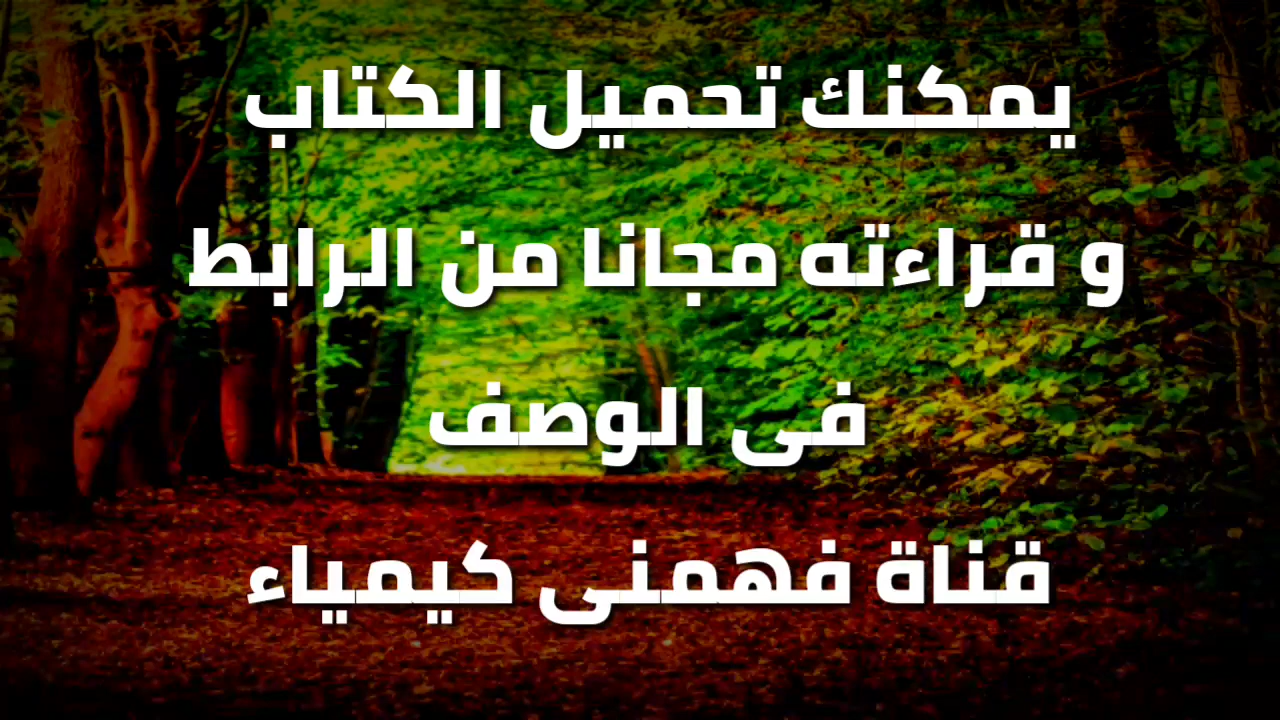 يمكنك تحميل الكتاب
و قراءته مجانا من الرابط
فى الوصف
قناة فهمنى كيمياء